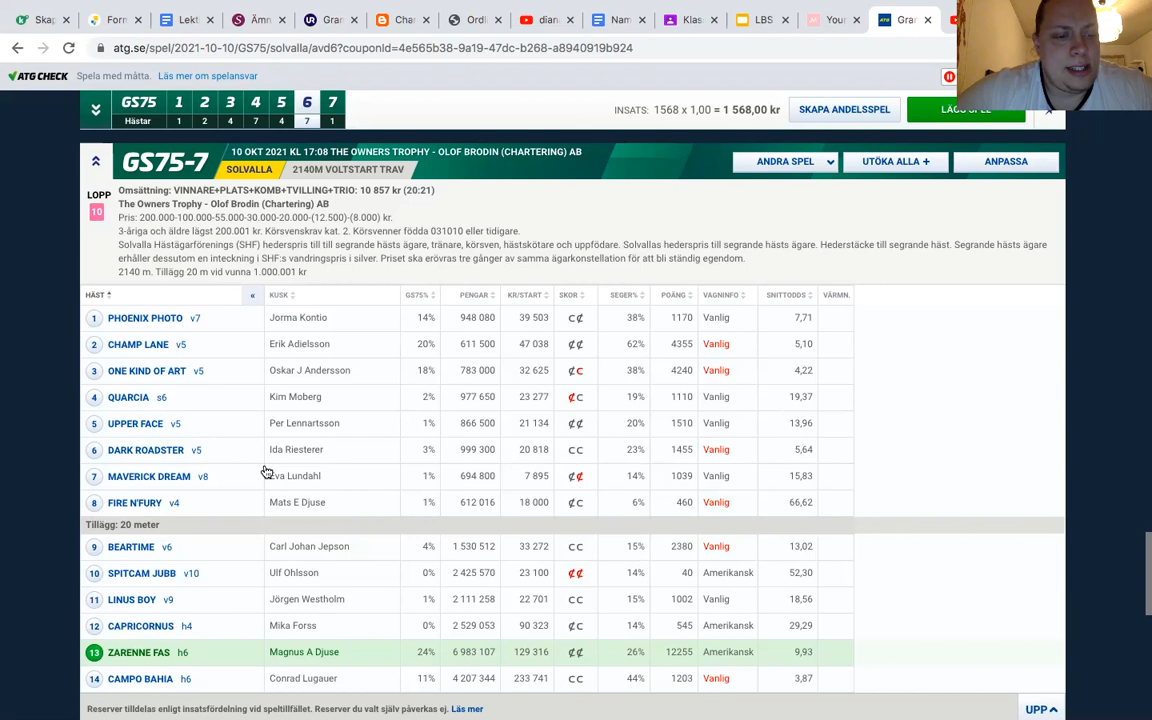 Skap
Forn
Lekti
Ämn
Gran
Char
Ordi
dian
Nam
Klas
LBS
Your
Gran
atg.se/spel/2021-10-10/GS75/solvalla/avd6?couponId=4e565b38-9a19-47dc-b268-a8940919b924
ATG CHECK Spela med måtta. Läs mer om spelansvar
GS75 1 2 3 4 5 6 7
Hästar 1 2 4 7 4 7 1
INSATS: 1568 x 1,00 = 1 568,00 kr SKAPA ANDELSSPEL
GS75-7 10 OKT 2021 KL 17:08 THE OWNERS TROPHY - OLOF BRODIN (CHARTERING) AB
SOLVALLA 2140M VOLTSTART TRAV
ANDRA SPEL UTÖKA ALLA + ANPASSA
LOPP
10
Omsättning: VINNARE+PLATS+KOMB+TVILLING+TRIO: 10 857 kr (20:21)
The Owners Trophy - Olof Brodin (Chartering) AB
Pris: 200.000-100.000-55.000-30.000-20.000-(12.500)-(8.000) kr.
3-åriga och äldre lägst 200.001 kr. Körsvenskrav kat. 2. Körsvenner födda 031010 eller tidigare.
Solvalla Hästägarförenings (SHF) hederspris till till segrande hästs ägare, tränare, körsven, hästskötare och uppfödare. Solvallas hederspris till segrande hästs ägare. Hederstäcke till segrande häst. Segrande hästs ägare
erhåller dessutom en inteckning i SHF:s vandringspris i silver. Priset ska erövras tre gånger av samma ägarkonstellation för att bli ständig egendom.
2140 m. Tillägg 20 m vid vunna 1.000.001 kr
HÄST « KUSK GS75% PENGAR KR/START SKOR SEGER% POÄNG VAGNINFO SNITTODDS VÄRMN.
1 PHOENIX PHOTO v7 Jorma Kontio 14% 948 080 39 503 C₵ 38% 1170 Vanlig 7,71
2 CHAMP LANE v5 Erik Adielsson 20% 611 500 47 038 ₵₵ 62% 4355 Vanlig 5,10
3 ONE KIND OF ART v5 Oskar J Andersson 18% 783 000 32 625 ₵C 38% 4240 Vanlig 4,22
4 QUARCIA s6 Kim Moberg 2% 977 650 23 277 ₵C 19% 1110 Vanlig 19,37
5 UPPER FACE v5 Per Lennartsson 1% 866 500 21 134 ₵₵ 20% 1510 Vanlig 13,96
6 DARK ROADSTER v5 Ida Riesterer 3% 999 300 20 818 CC 23% 1455 Vanlig 5,64
7 MAVERICK DREAM v8 Eva Lundahl 1% 694 800 7 895 ₵₵ 14% 1039 Vanlig 15,83
8 FIRE N'FURY v4 Mats E Djuse 1% 612 016 18 000 ₵C 6% 460 Vanlig 66,62
Tillägg: 20 meter
9 BEARTIME v6 Carl Johan Jepson 4% 1 530 512 33 272 CC 15% 2380 Vanlig 13,02
10 SPITCAM JUBB v10 Ulf Ohlsson 0% 2 425 570 23 100 ₵₵ 14% 40 Amerikansk 52,30
11 LINUS BOY v9 Jörgen Westholm 1% 2 111 258 22 701 CC 15% 1002 Vanlig 18,56
12 CAPRICORNUS h4 Mika Forss 0% 2 529 053 90 323 ₵C 14% 545 Amerikansk 29,29
13 ZARENNE FAS h6 Magnus A Djuse 24% 6 983 107 129 316 ₵₵ 26% 12255 Amerikansk 9,93
14 CAMPO BAHIA h6 Conrad Lugauer 11% 4 207 344 233 741 CC 44% 1203 Vanlig 3,87
Reserver tilldelas enligt insatsfördelning vid speltillfället. Reserver du valt själv påverkas ej. Läs mer
UPP